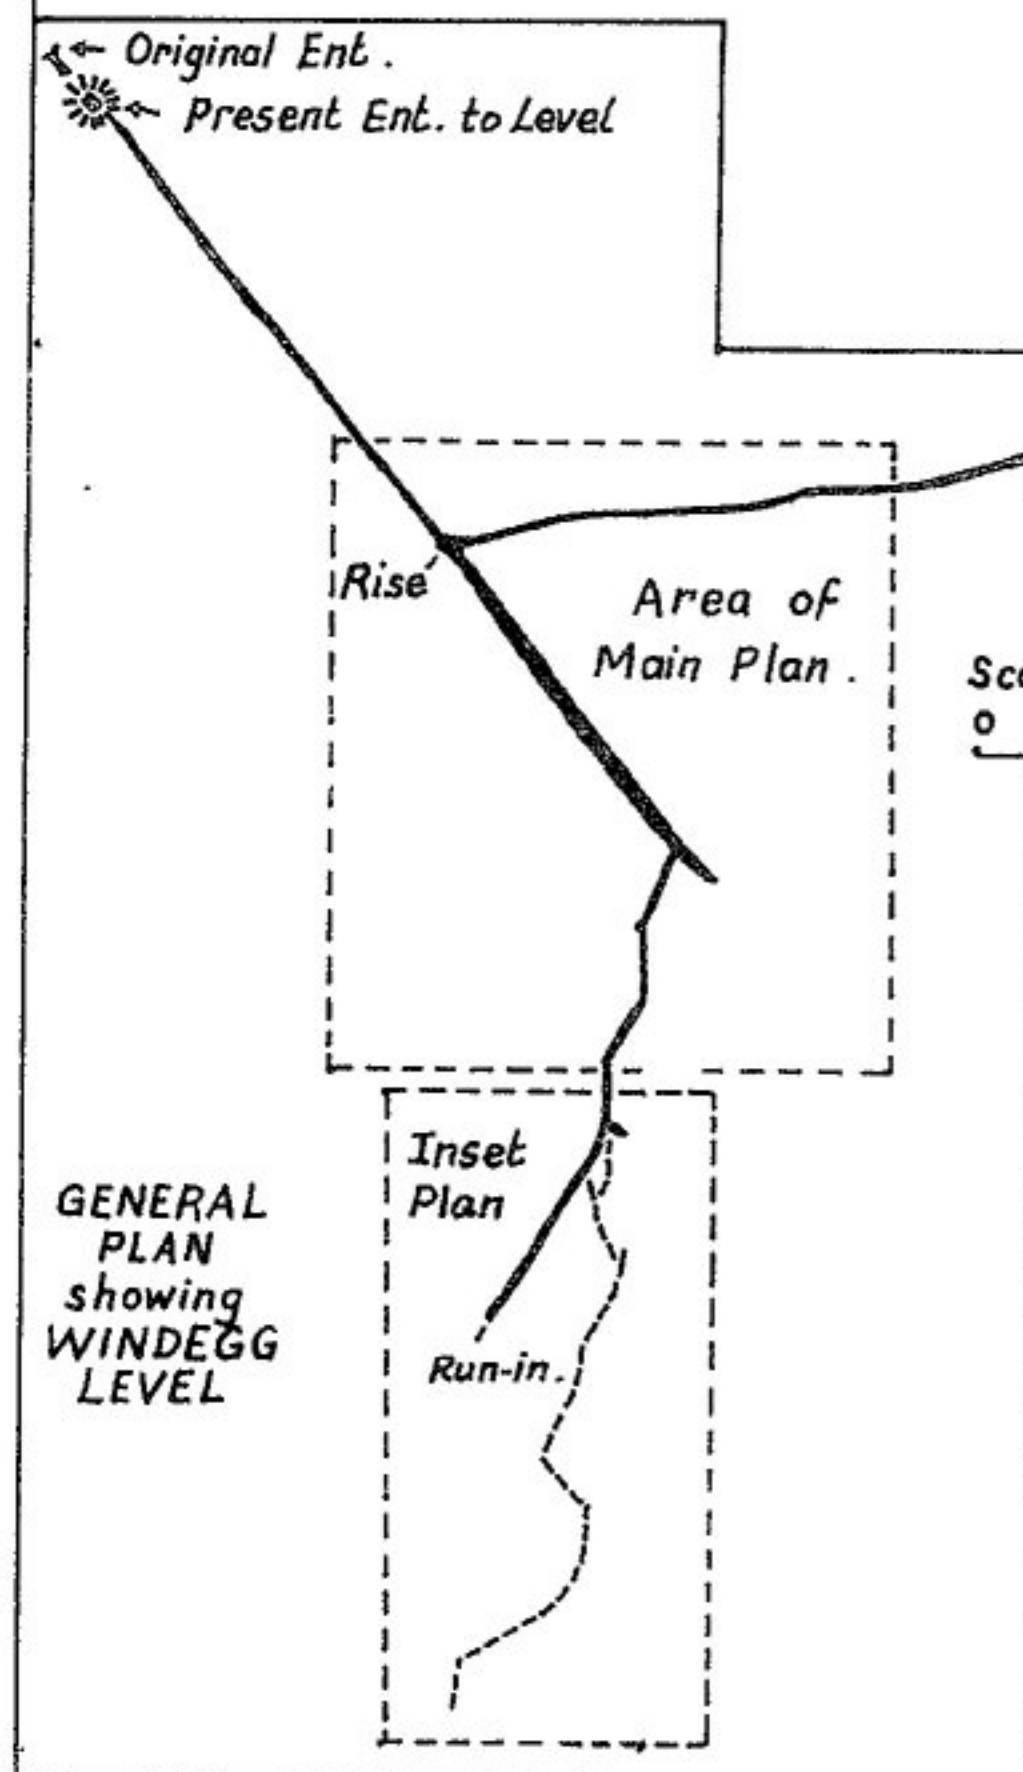 Original Ent.
Present Ent. to Level
Rise
Area of
Main Plan.
0
Inset
Plan
GENERAL
PLAN
showing
WINDEGG
LEVEL
Run-in.